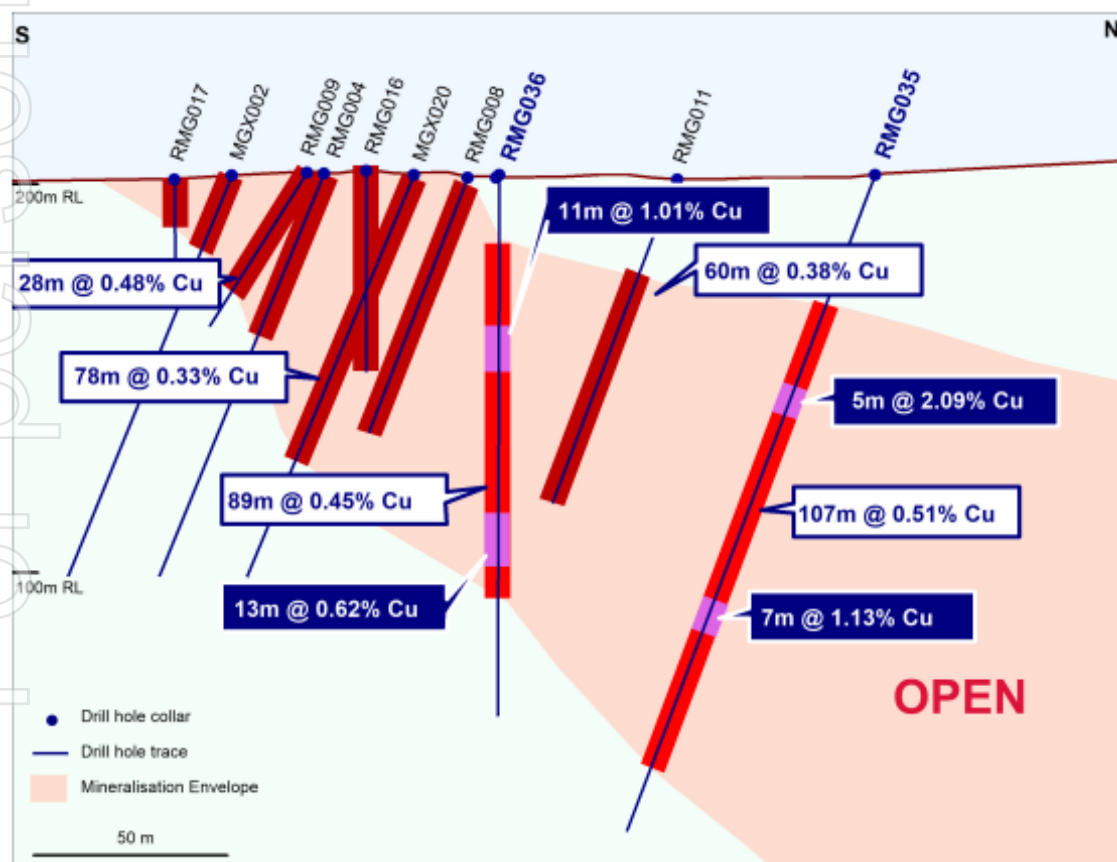 S
N
RMG017
MGX002
RMG009
RMG004
RMG016
MGX020
RMG008
RMG036
RMG011
RMG035
200m RL
11m @ 1.01% Cu
60m @ 0.38% Cu
28m @ 0.48% Cu
78m @ 0.33% Cu
5m @ 2.09% Cu
89m @ 0.45% Cu
107m @ 0.51% Cu
100m RL
13m @ 0.62% Cu
7m @ 1.13% Cu
OPEN
Drill hole collar
Drill hole trace
Mineralisation Envelope
50 m